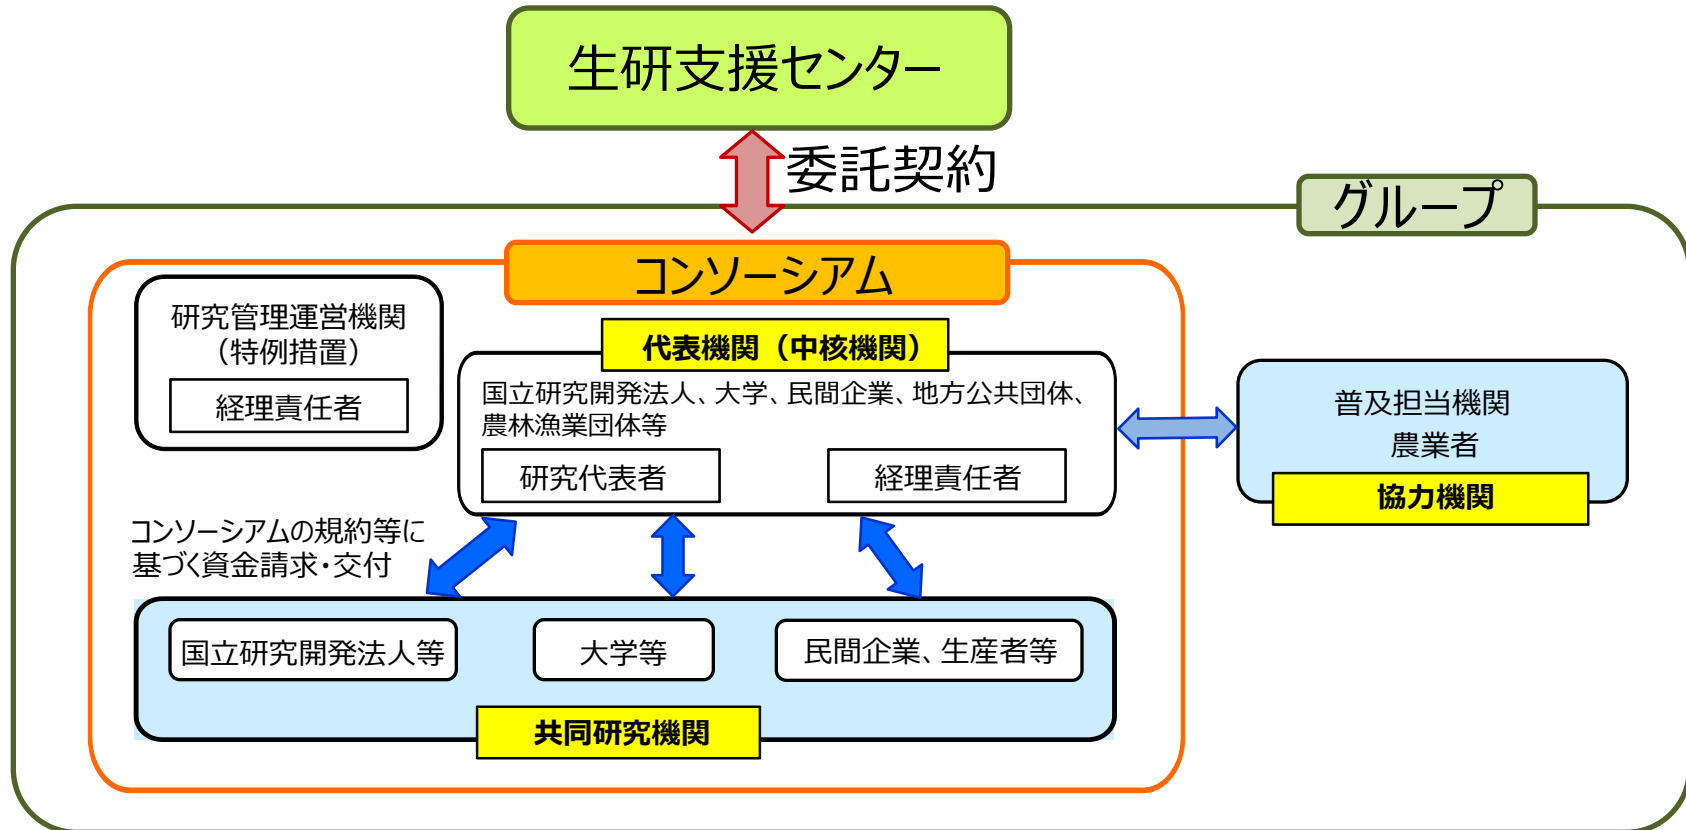 生研支援センター
委託契約
グループ
コンソーシアム
研究管理運営機関
（特例措置）
経理責任者
代表機関（中核機関）
国立研究開発法人、大学、民間企業、地方公共団体、
農林漁業団体等
研究代表者
経理責任者
普及担当機関
農業者
協力機関
コンソーシアムの規約等に
基づく資金請求・交付
国立研究開発法人等
大学等
民間企業、生産者等
共同研究機関